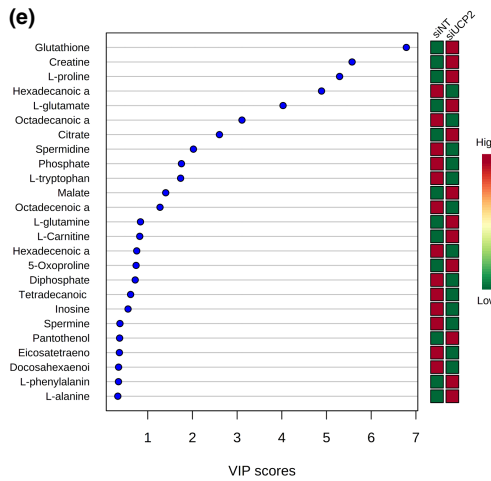 (e)
siNT
siUCP2
Glutathione
Creatine
L-proline
Hexadecanoic a
L-glutamate
Octadecanoic a
Citrate
Spermidine
Phosphate
L-tryptophan
Malate
Octadecenoic a
L-glutamine
L-Carnitine
Hexadecenoic a
5-Oxoproline
Diphosphate
Tetradecanoic
Inosine
Spermine
Pantothenol
Eicosatetraeno
Docosahexaenoi
L-phenylalanin
L-alanine
High
Low
1 2 3 4 5 6 7
VIP scores